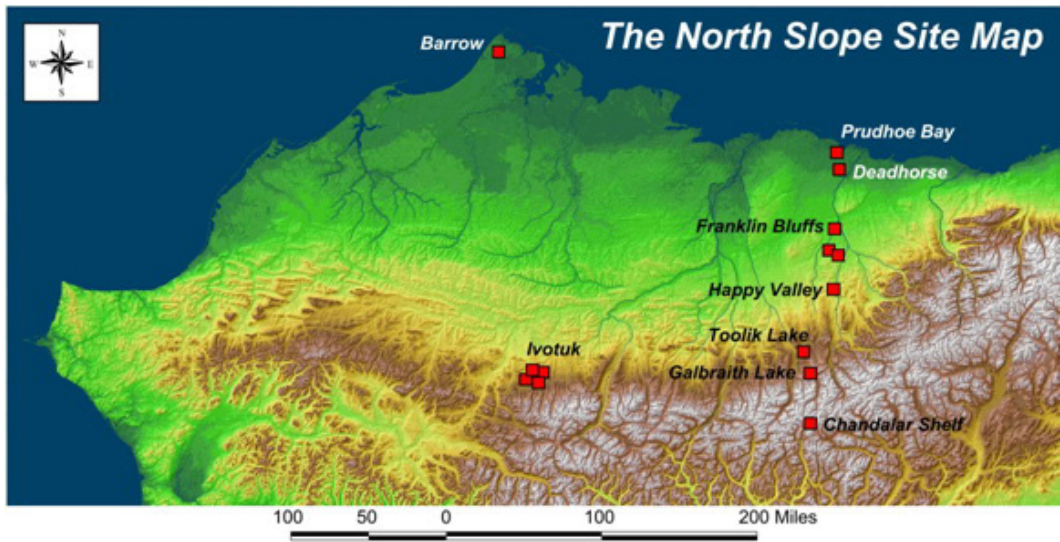 The North Slope Site Map
N
W E
S
Barrow
Prudhoe Bay
Deadhorse
Franklin Bluffs
Happy Valley
Toolik Lake
Ivotuk
Galbraith Lake
Chandalar Shelf
100 50 0 100 200 Miles